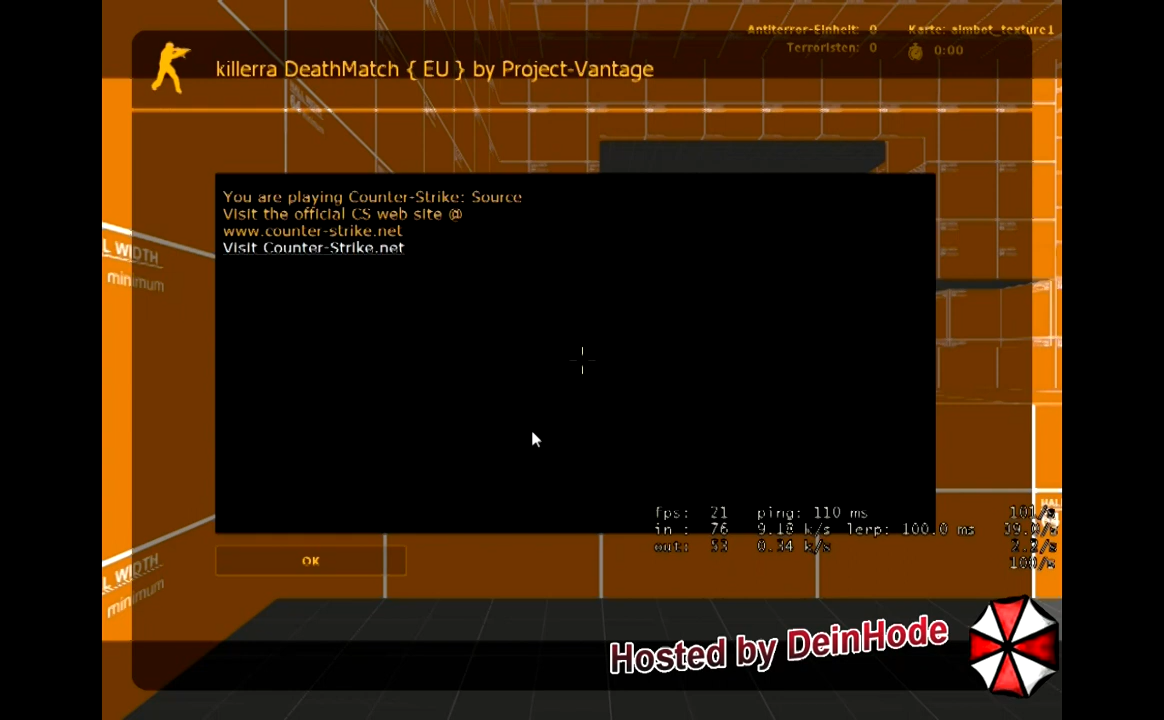 Antiterror-Einheit: 0
Karte: aimbot_texture1
Terroristen: 0
0:00
killerra DeathMatch { EU } by Project-Vantage
You are playing Counter-Strike: Source
Visit the official CS web site @
www.counter-strike.net
Visit Counter-Strike.net
L WIDTH
minimum
fps: 21 ping: 110 ms
in : 76 9.18 k/s lerp: 100.0 ms
out: 53 0.34 k/s
101/s
100/s
OK
L WIDTH
minimum
Hosted by DeinHode